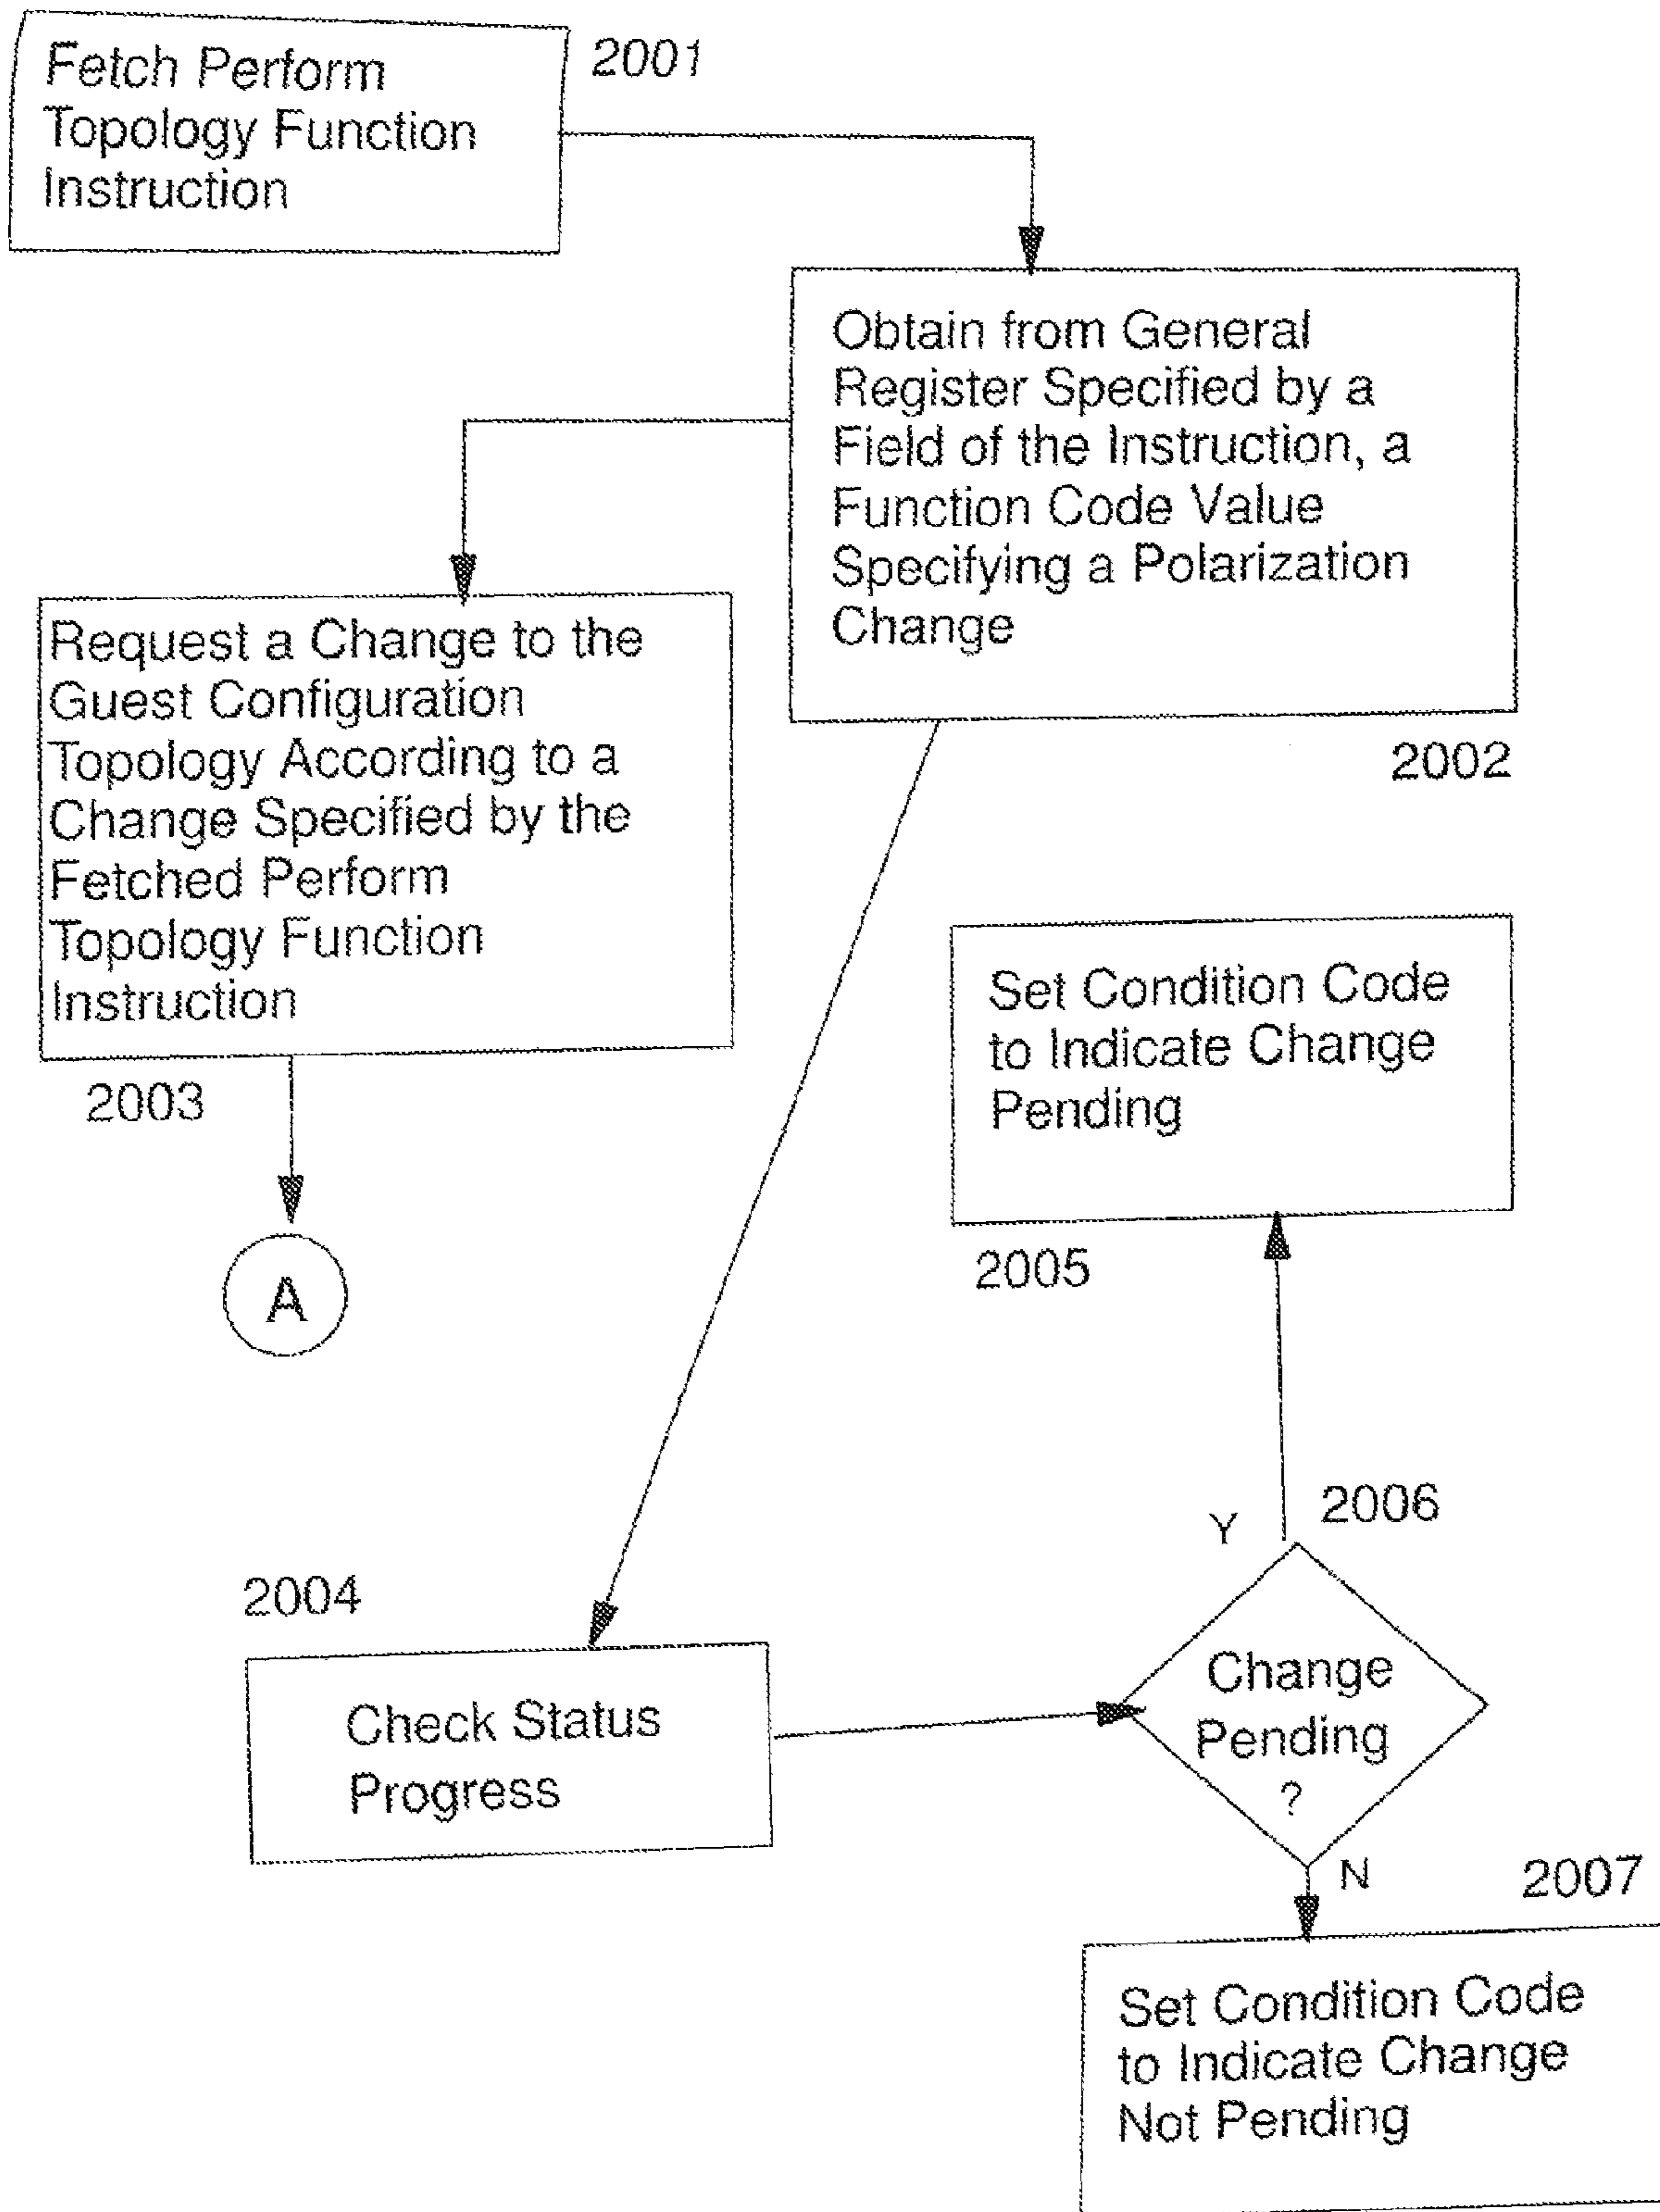 Fetch Perform
Topology Function
Instruction
2001
Obtain from General
Register Specified by a
Field of the Instruction, a
Function Code Value
Specifying a Polarization
Change
2002
Request a Change to the
Guest Configuration
Topology According to a
Change Specified by the
Fetched Perform
Topology Function
Instruction
2003
A
Set Condition Code
to Indicate Change
Pending
2005
2004
Check Status
Progress
Y
2006
Change
Pending
?
N
2007
Set Condition Code
to Indicate Change
Not Pending